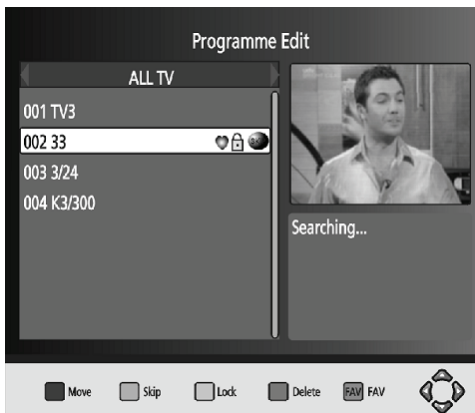 Programme Edit
ALL TV
001 TV3
002 33
003 3/24
004 K3/300
Searching...
Move Skip Lock Delete FAV FAV